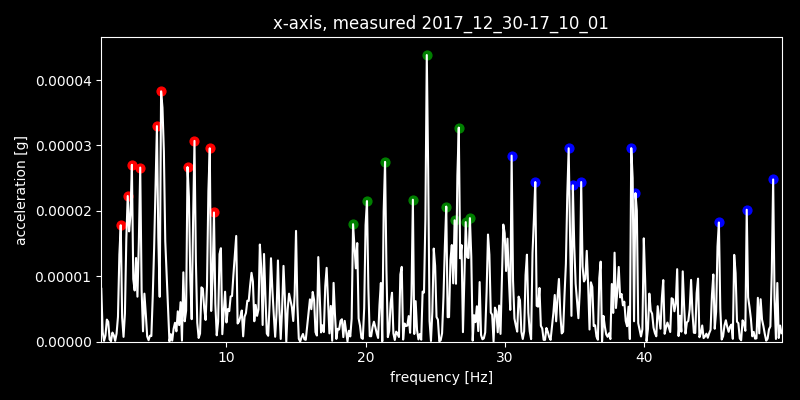 x-axis, measured 2017_12_30-17_10_01
0.00004
0.00003
0.00002
0.00001
0.00000
acceleration [g]
10 20 30 40
frequency [Hz]